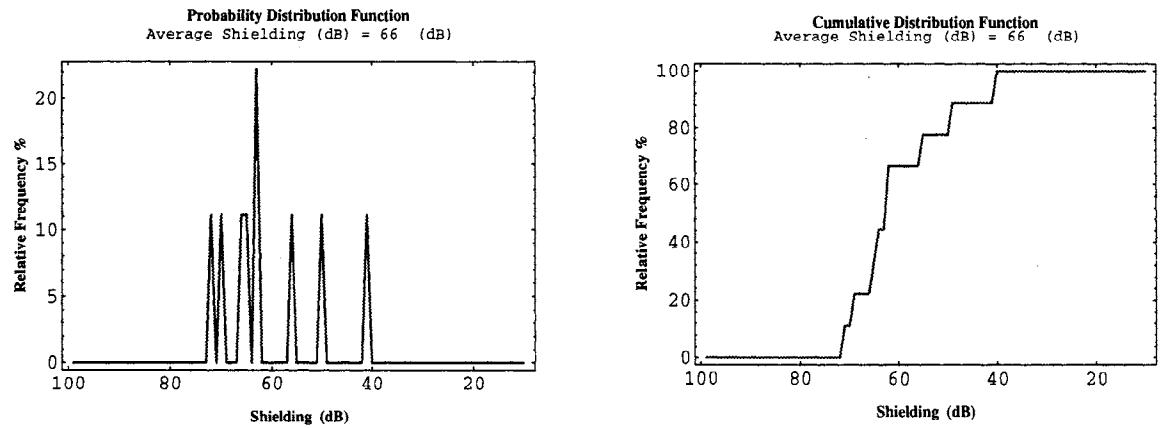 Probability Distribution Function
Average Shielding (dB) = 66 (dB)
Relative Frequency %
20
15
10
5
0
100 80 60 40 20
Shielding (dB)
Cumulative Distribution Function
Average Shielding (dB) = 66 (dB)
Relative Frequency %
100
80
60
40
20
0
100 80 60 40 20
Shielding (dB)